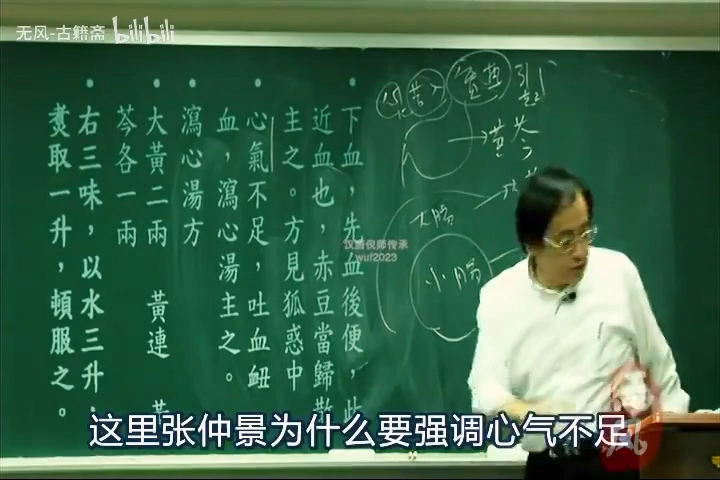 无风-古籍斋 bilibili
下血，先血後便，此
近血也，赤豆當歸散
主之。方見狐惑中
心氣不足，吐血衄
血，瀉心湯主之。
瀉心湯方
大黃二兩 黃連 黃
芩各一兩
右三味，以水三升，
煑取一升，頓服之。
引起
黄芩
大腸
小腸
汉唐倪师传承
wuf2023
这里张仲景为什么要强调心气不足